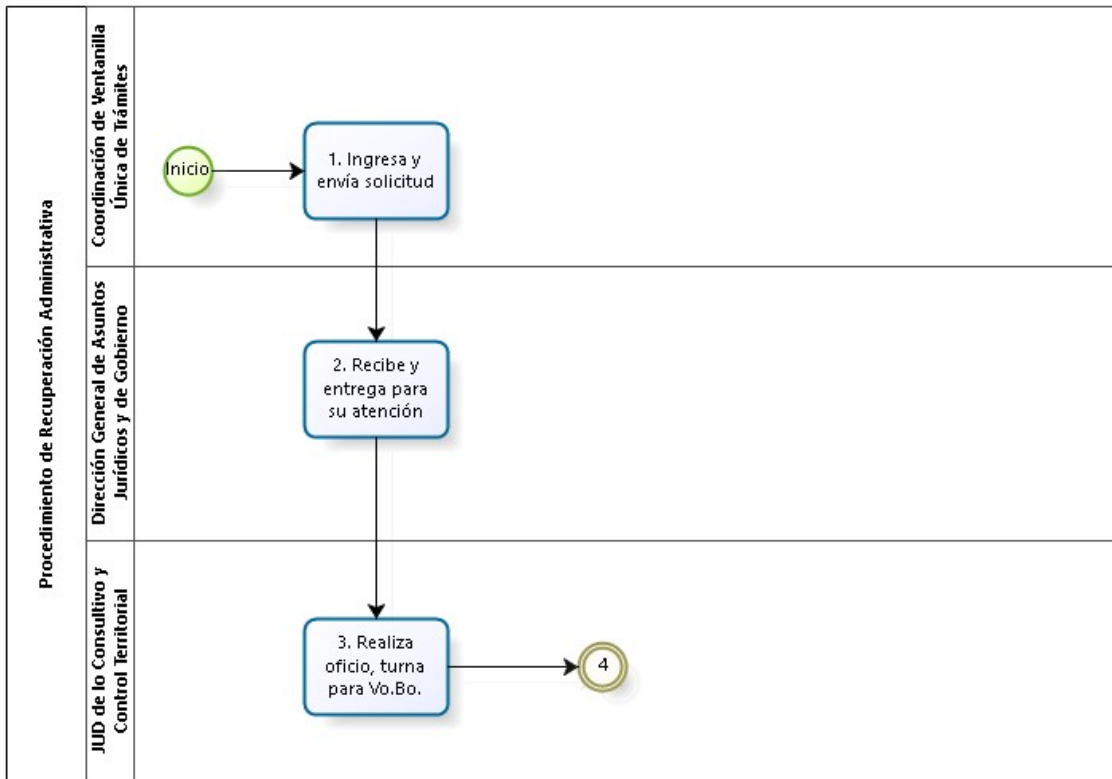 Procedimiento de Recuperación Administrativa
Coordinación de Ventanilla
Única de Trámites
Inicio
1. Ingresa y
envía solicitud
Dirección General de Asuntos
Jurídicos y de Gobierno
2. Recibe y
entrega para
su atención
JUD de lo Consultivo y
Control Territorial
3. Realiza
oficio, turna
para Vo.Bo.
4